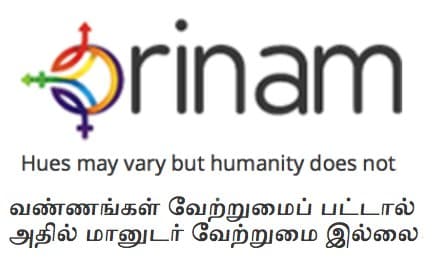 Orinam
Hues may vary but humanity does not
வண்ணங்கள் வேற்றுமைப் பட்டால்
அதில் மானுடர் வேற்றுமை இல்லை